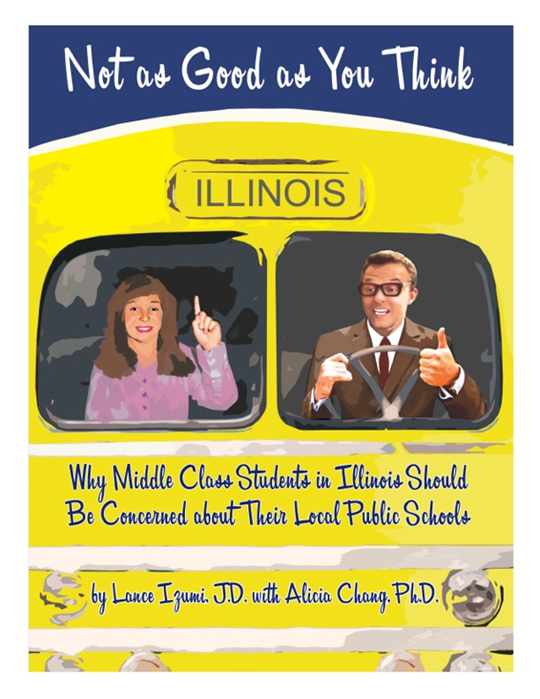 Not as Good as You Think
ILLINOIS
Why Middle Class Students in Illinois Should
Be Concerned about Their Local Public Schools
by Lance Izumi, J.D. with Alicia Chang, Ph.D.